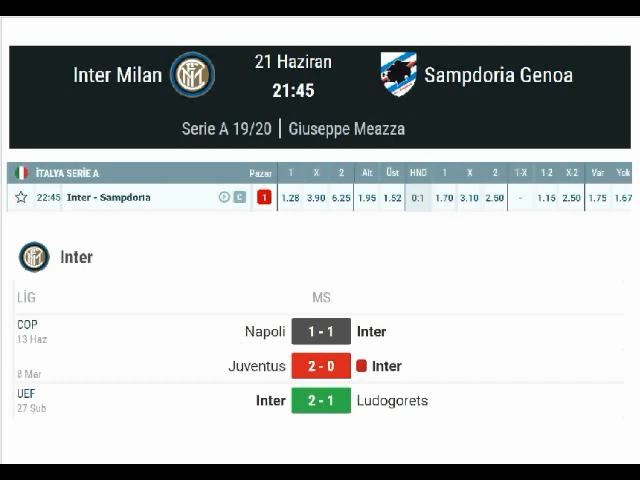 Inter Milan
21 Haziran
21:45
Sampdoria Genoa
Serie A 19/20 | Giuseppe Meazza
İTALYA SERİE A Pazar 1 X 2 Alt Üst HND 1 X 2 1-X 1-2 X-2 Var Yok
22:45 Inter - Sampdoria C 1 1.28 3.90 6.25 1.95 1.52 0:1 1.70 3.10 2.50 - 1.15 2.50 1.75 1.67
Inter
LİG MS
COP
13 Haz
Napoli 1 - 1 Inter
8 Mar
Juventus 2 - 0 Inter
UEF
27 Şub
Inter 2 - 1 Ludogorets